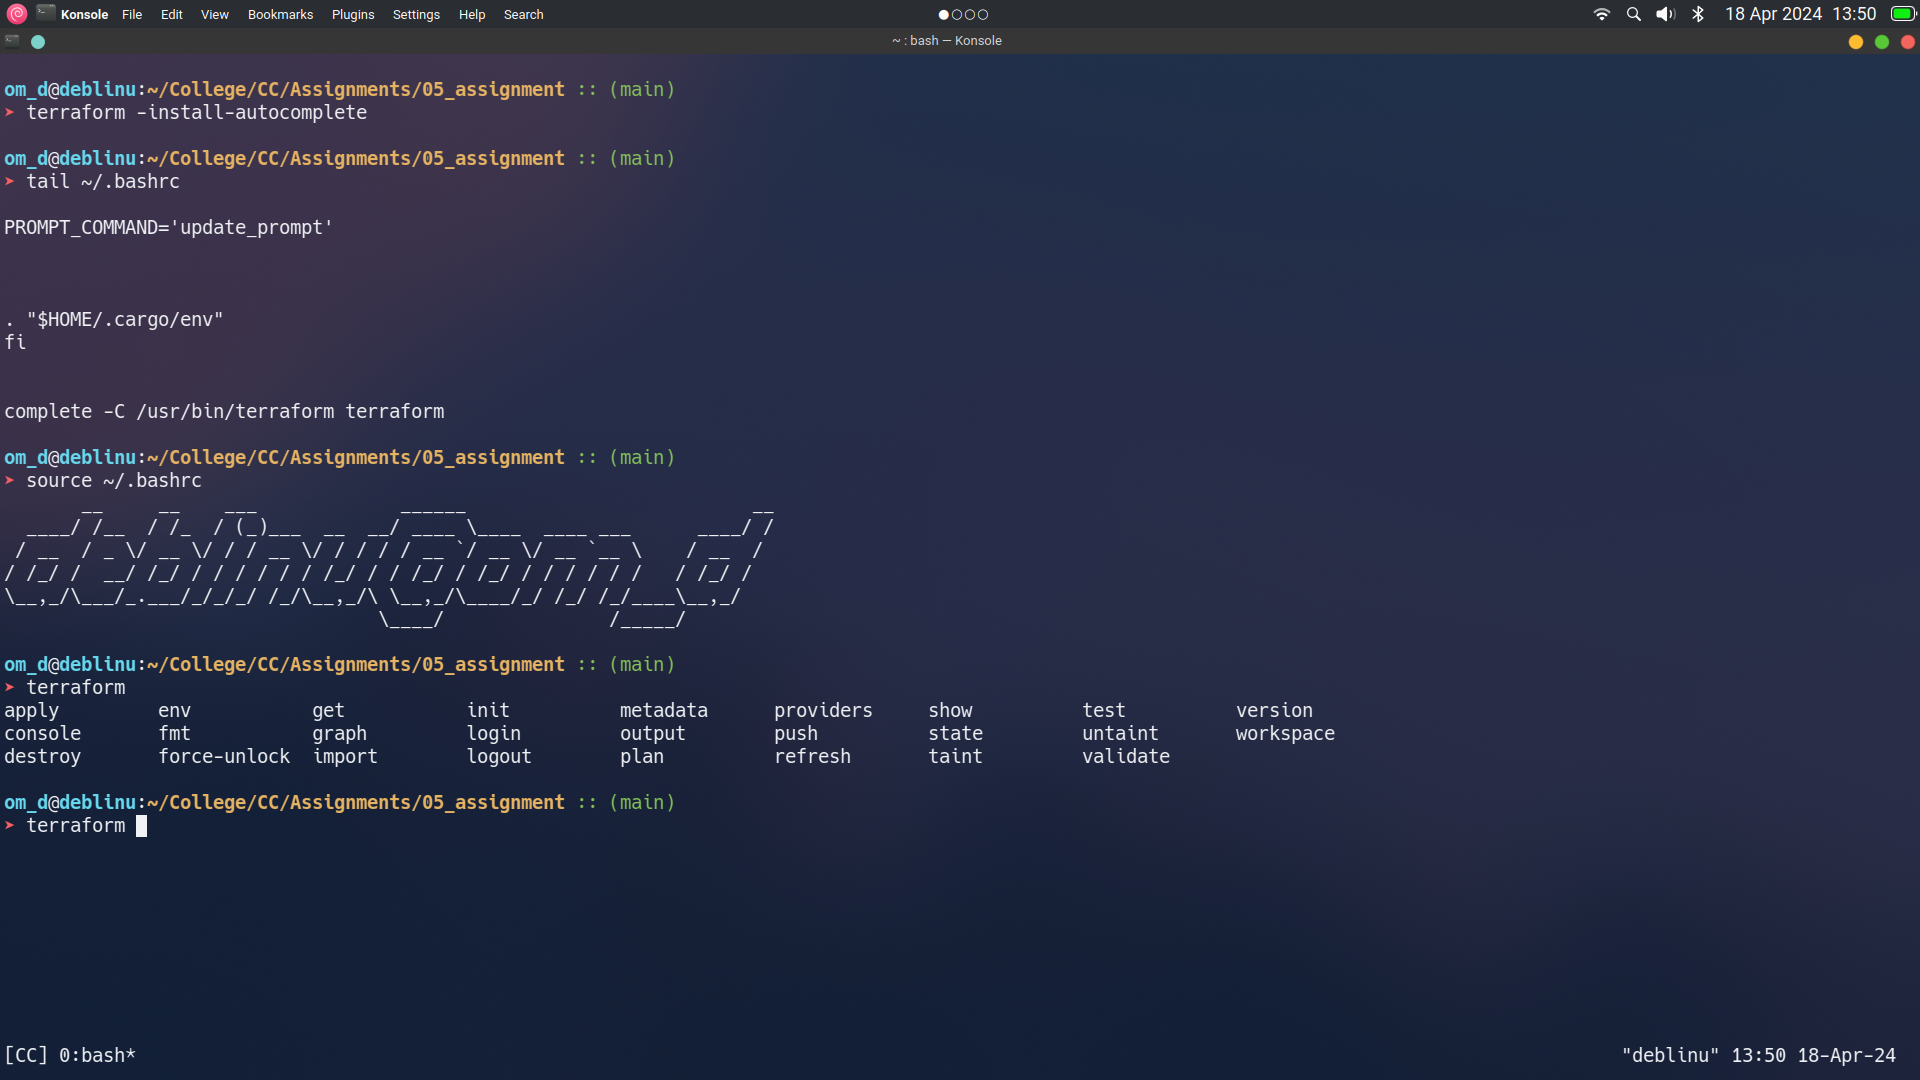 Konsole File Edit View Bookmarks Plugins Settings Help Search 18 Apr 2024 13:50
~ : bash — Konsole
om_d@deblinu:~/College/CC/Assignments/05_assignment :: (main)
➤ terraform -install-autocomplete
om_d@deblinu:~/College/CC/Assignments/05_assignment :: (main)
➤ tail ~/.bashrc
PROMPT_COMMAND='update_prompt'
. "$HOME/.cargo/env"
fi
complete -C /usr/bin/terraform terraform
om_d@deblinu:~/College/CC/Assignments/05_assignment :: (main)
➤ source ~/.bashrc
deblinu@om_d
om_d@deblinu:~/College/CC/Assignments/05_assignment :: (main)
➤ terraform
apply env get init metadata providers show test version
console fmt graph login output push state untaint workspace
destroy force-unlock import logout plan refresh taint validate
om_d@deblinu:~/College/CC/Assignments/05_assignment :: (main)
➤ terraform
[CC] 0:bash* "deblinu" 13:50 18-Apr-24